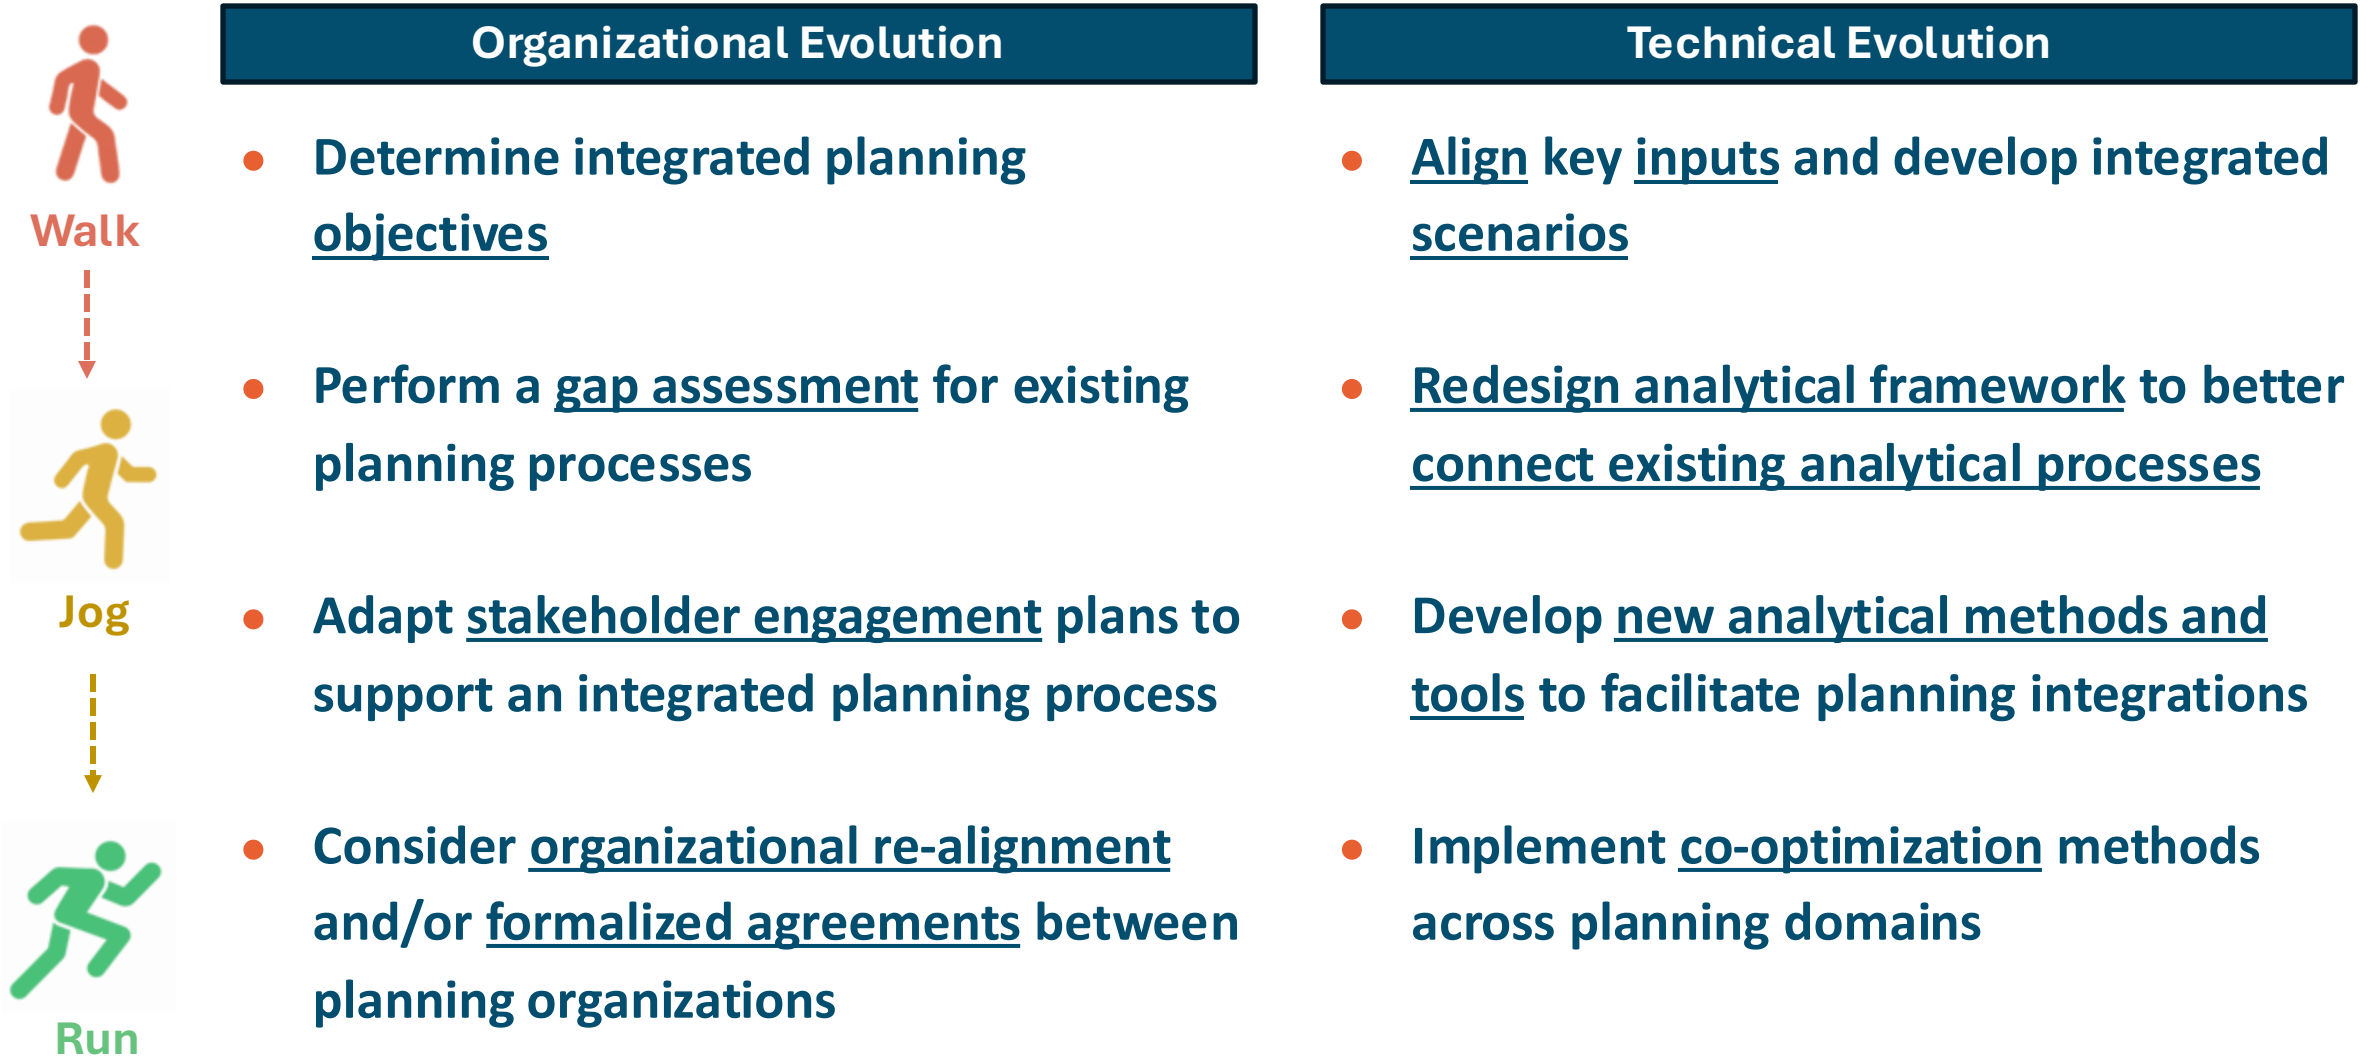 Organizational Evolution
Technical Evolution
Walk
Jog
Run
• Determine integrated planning
objectives
• Perform a gap assessment for existing
planning processes
• Adapt stakeholder engagement plans to
support an integrated planning process
• Consider organizational re-alignment
and/or formalized agreements between
planning organizations
• Align key inputs and develop integrated
scenarios
• Redesign analytical framework to better
connect existing analytical processes
• Develop new analytical methods and
tools to facilitate planning integrations
• Implement co-optimization methods
across planning domains